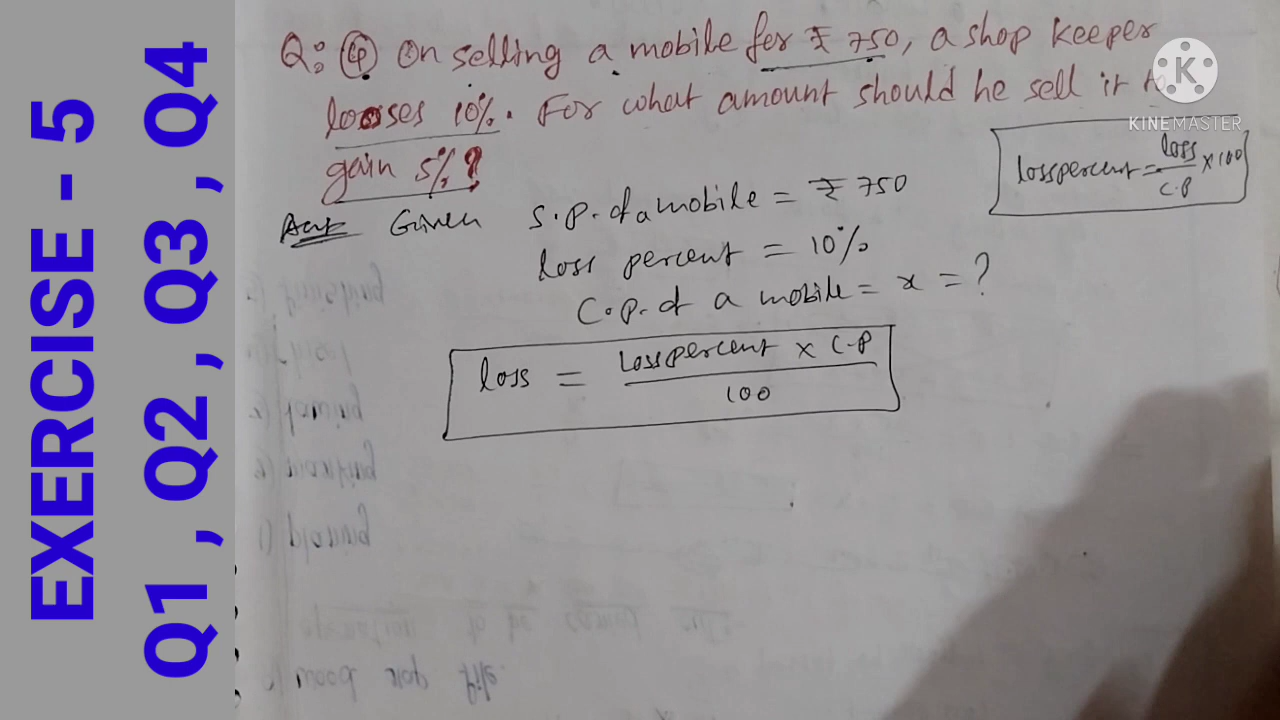 EXERCISE - 5
Q1 , Q2 , Q3 , Q4
Q: 4 On selling a mobile for ₹ 750, a shop keeper
looses 10%. For what amount should he sell it to
gain 5%?
KINEMASTER
loss percent = loss / C.P × 100
Ans Given S.P. of a mobile = ₹ 750
loss percent = 10%
C.P. of a mobile = x = ?
loss = Loss percent × C.P / 100